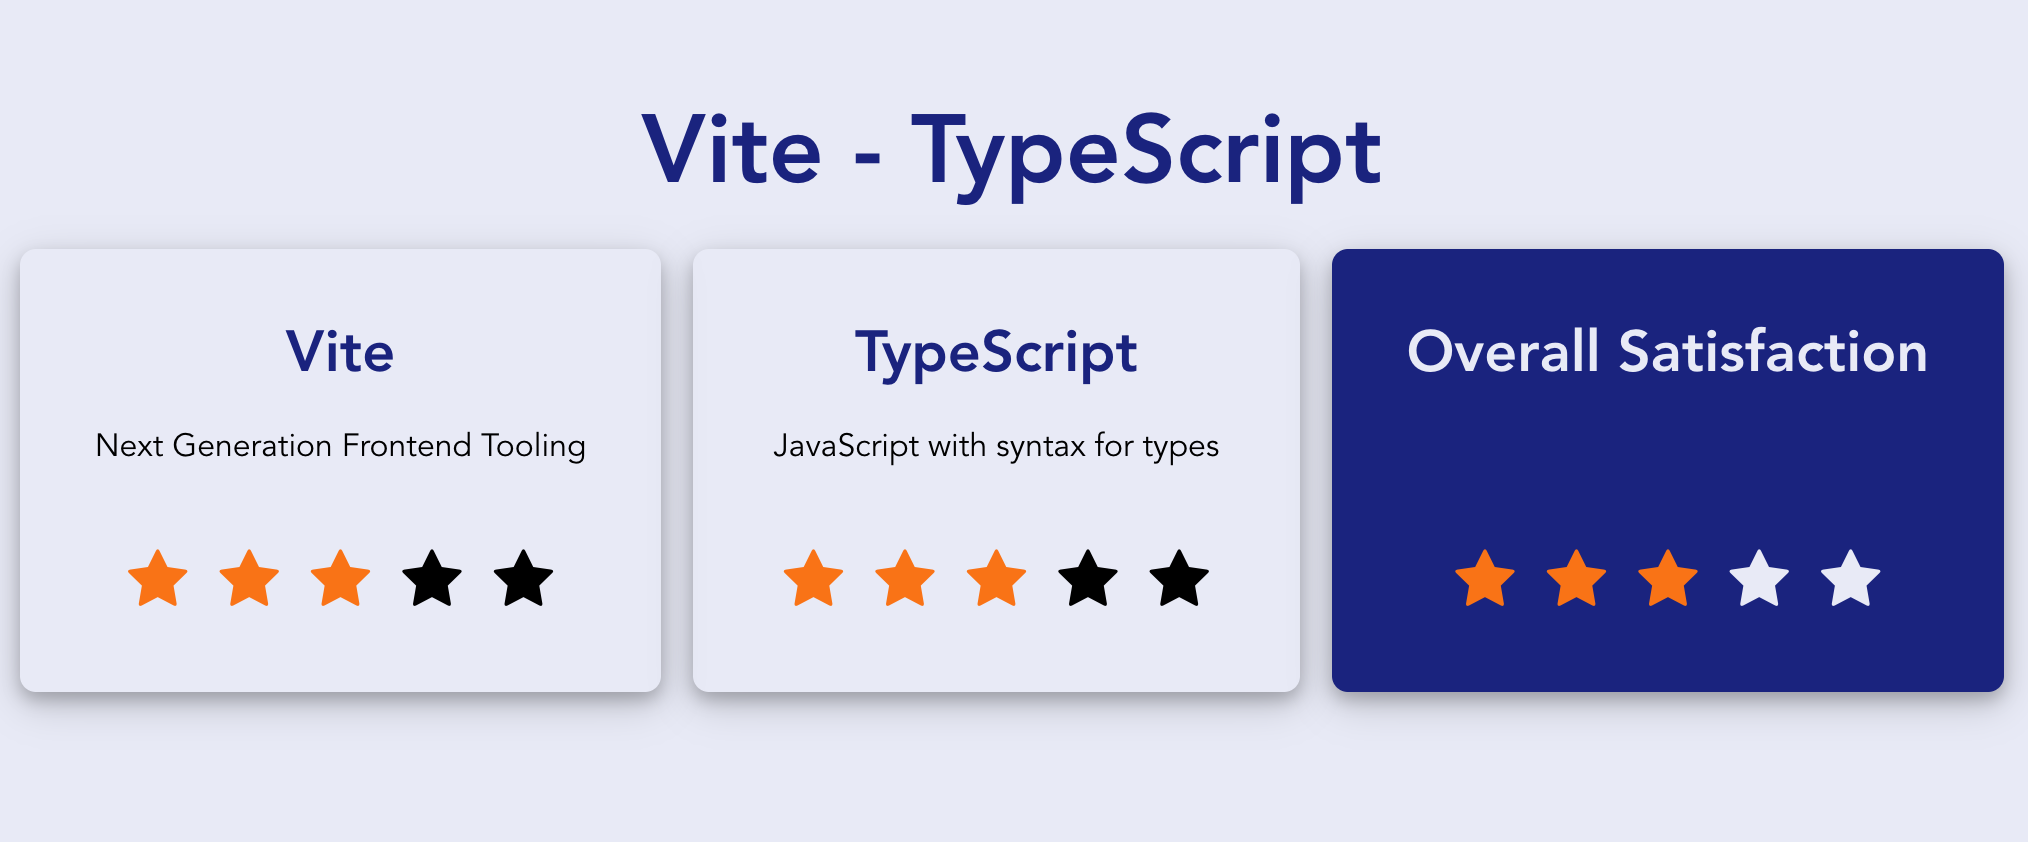 Vite - TypeScript
Vite
Next Generation Frontend Tooling
TypeScript
JavaScript with syntax for types
Overall Satisfaction